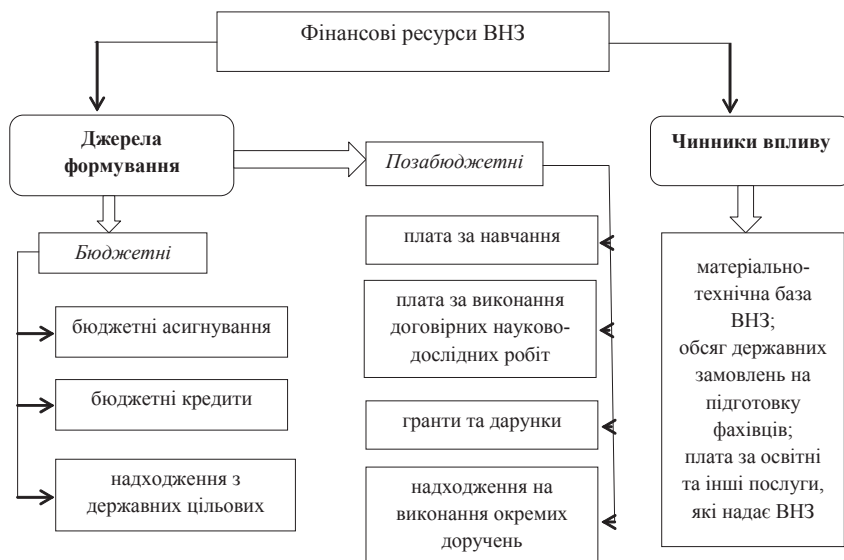 Фінансові ресурси ВНЗ
Джерела
формування
Позабюджетні
Чинники впливу
Бюджетні
бюджетні асигнування
бюджетні кредити
надходження з
державних цільових
плата за навчання
плата за виконання
договірних науково-
дослідних робіт
гранти та дарунки
надходження на
виконання окремих
доручень
матеріально-
технічна база
ВНЗ;
обсяг державних
замовлень на
підготовку
фахівців;
плата за освітні
та інші послуги,
які надає ВНЗ